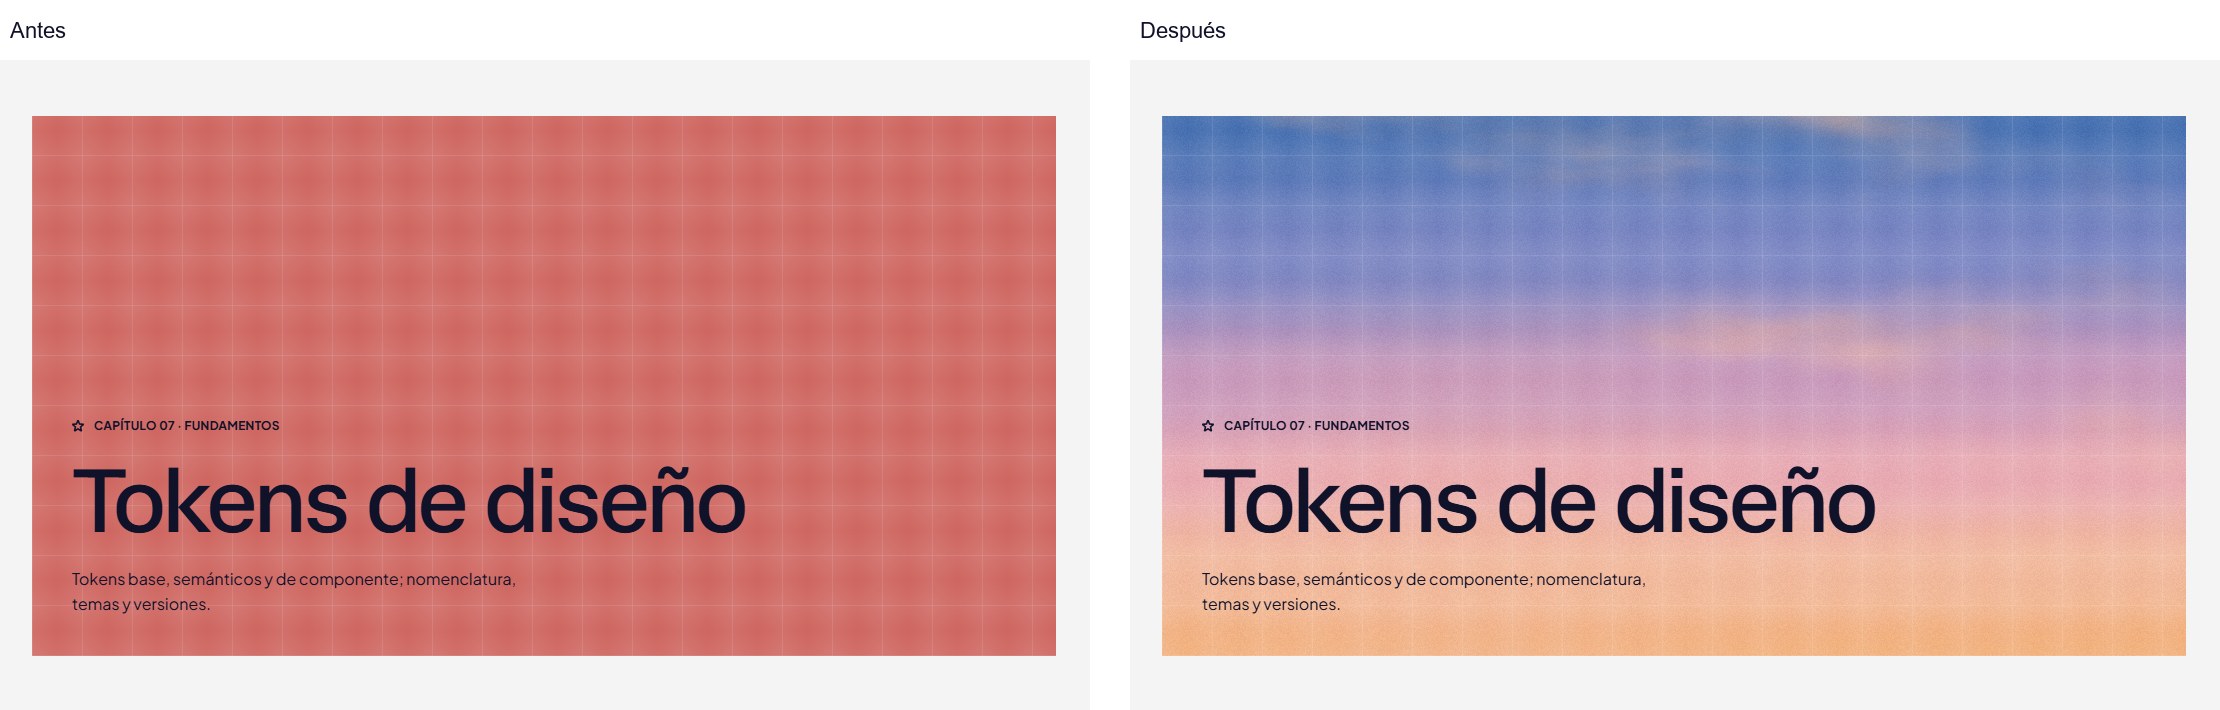 Antes
CAPÍTULO 07 · FUNDAMENTOS
Tokens de diseño
Tokens base, semánticos y de componente; nomenclatura,
temas y versiones.
Después
CAPÍTULO 07 · FUNDAMENTOS
Tokens de diseño
Tokens base, semánticos y de componente; nomenclatura,
temas y versiones.